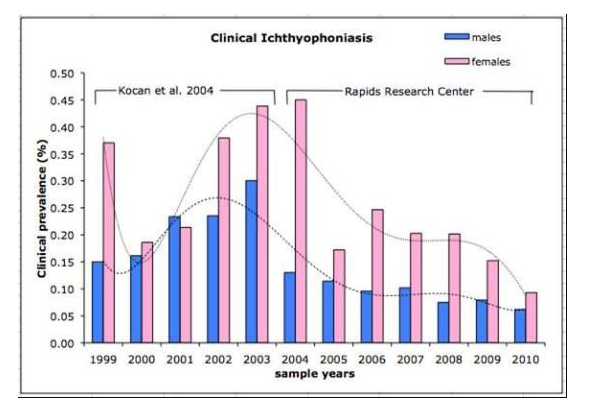 Clinical Ichthyophoniasis
males
females
Kocan et al. 2004
Rapids Research Center
Clinical prevalence (%)
0.50
0.45
0.40
0.35
0.30
0.25
0.20
0.15
0.10
0.05
0.00
1999 2000 2001 2002 2003 2004 2005 2006 2007 2008 2009 2010
sample years